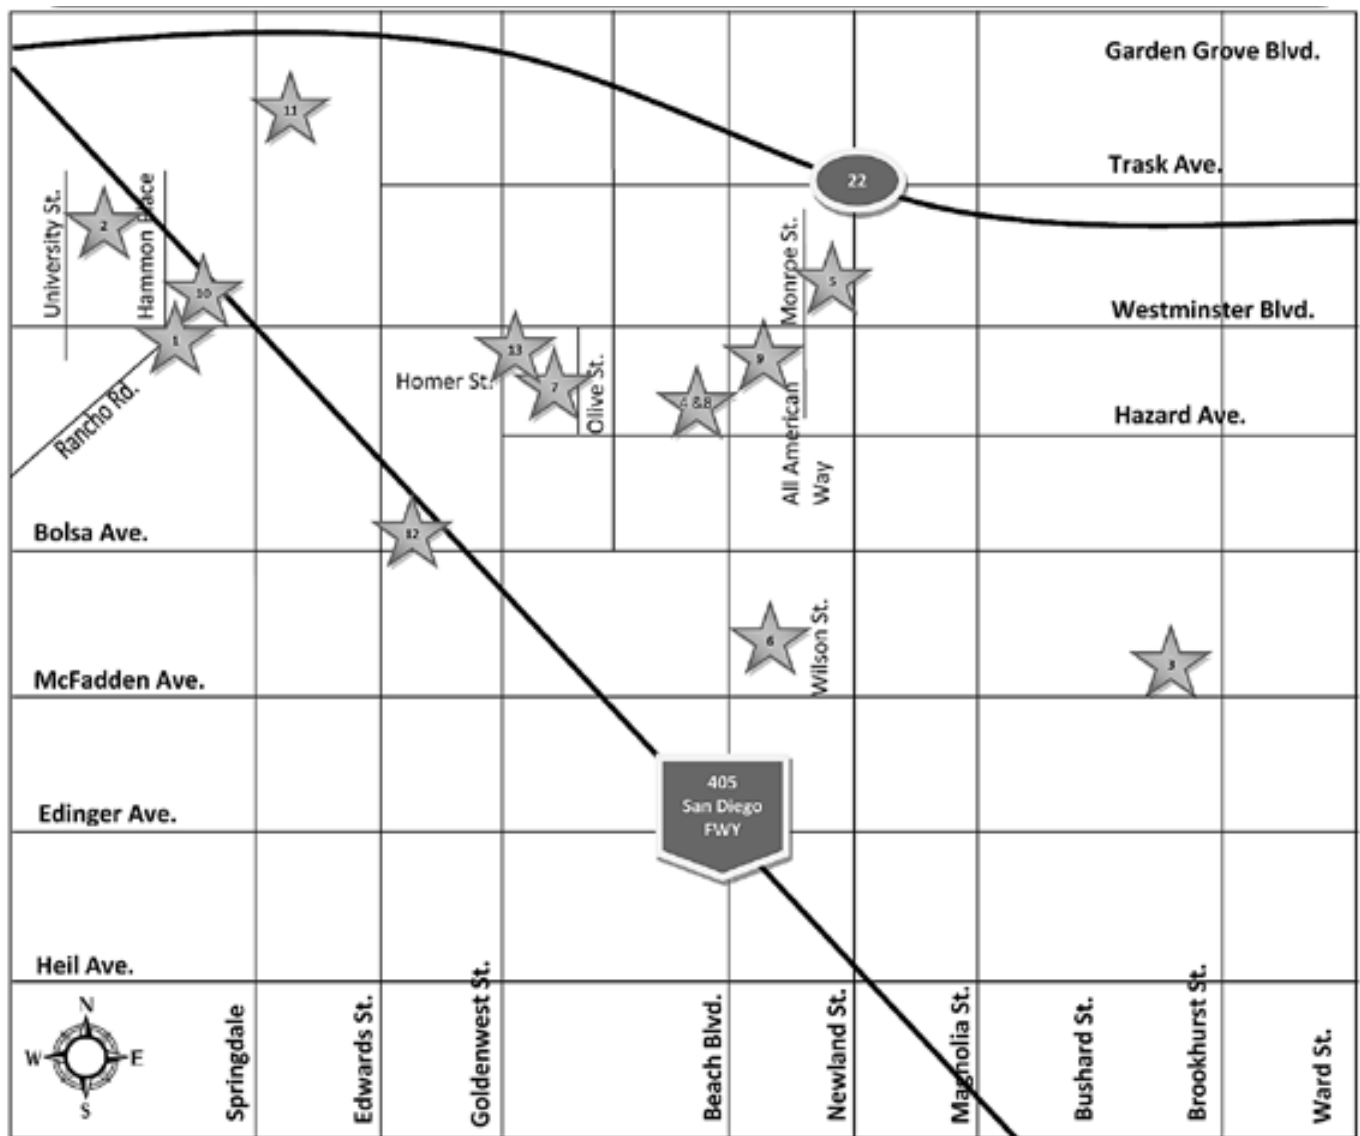 Garden Grove Blvd.
11
Trask Ave.
22
University St.
2
Hammon Place
Monroe St.
5
10
Westminster Blvd.
1
13
9
Homer St.
7
Olive St.
4 &8
Rancho Rd.
Hazard Ave.
All American
Way
Bolsa Ave.
12
6
Wilson St.
3
McFadden Ave.
405
San Diego
FWY
Edinger Ave.
Heil Ave.
N
W E
S
Springdale
Edwards St.
Goldenwest St.
Beach Blvd.
Newland St.
Magnolia St.
Bushard St.
Brookhurst St.
Ward St.